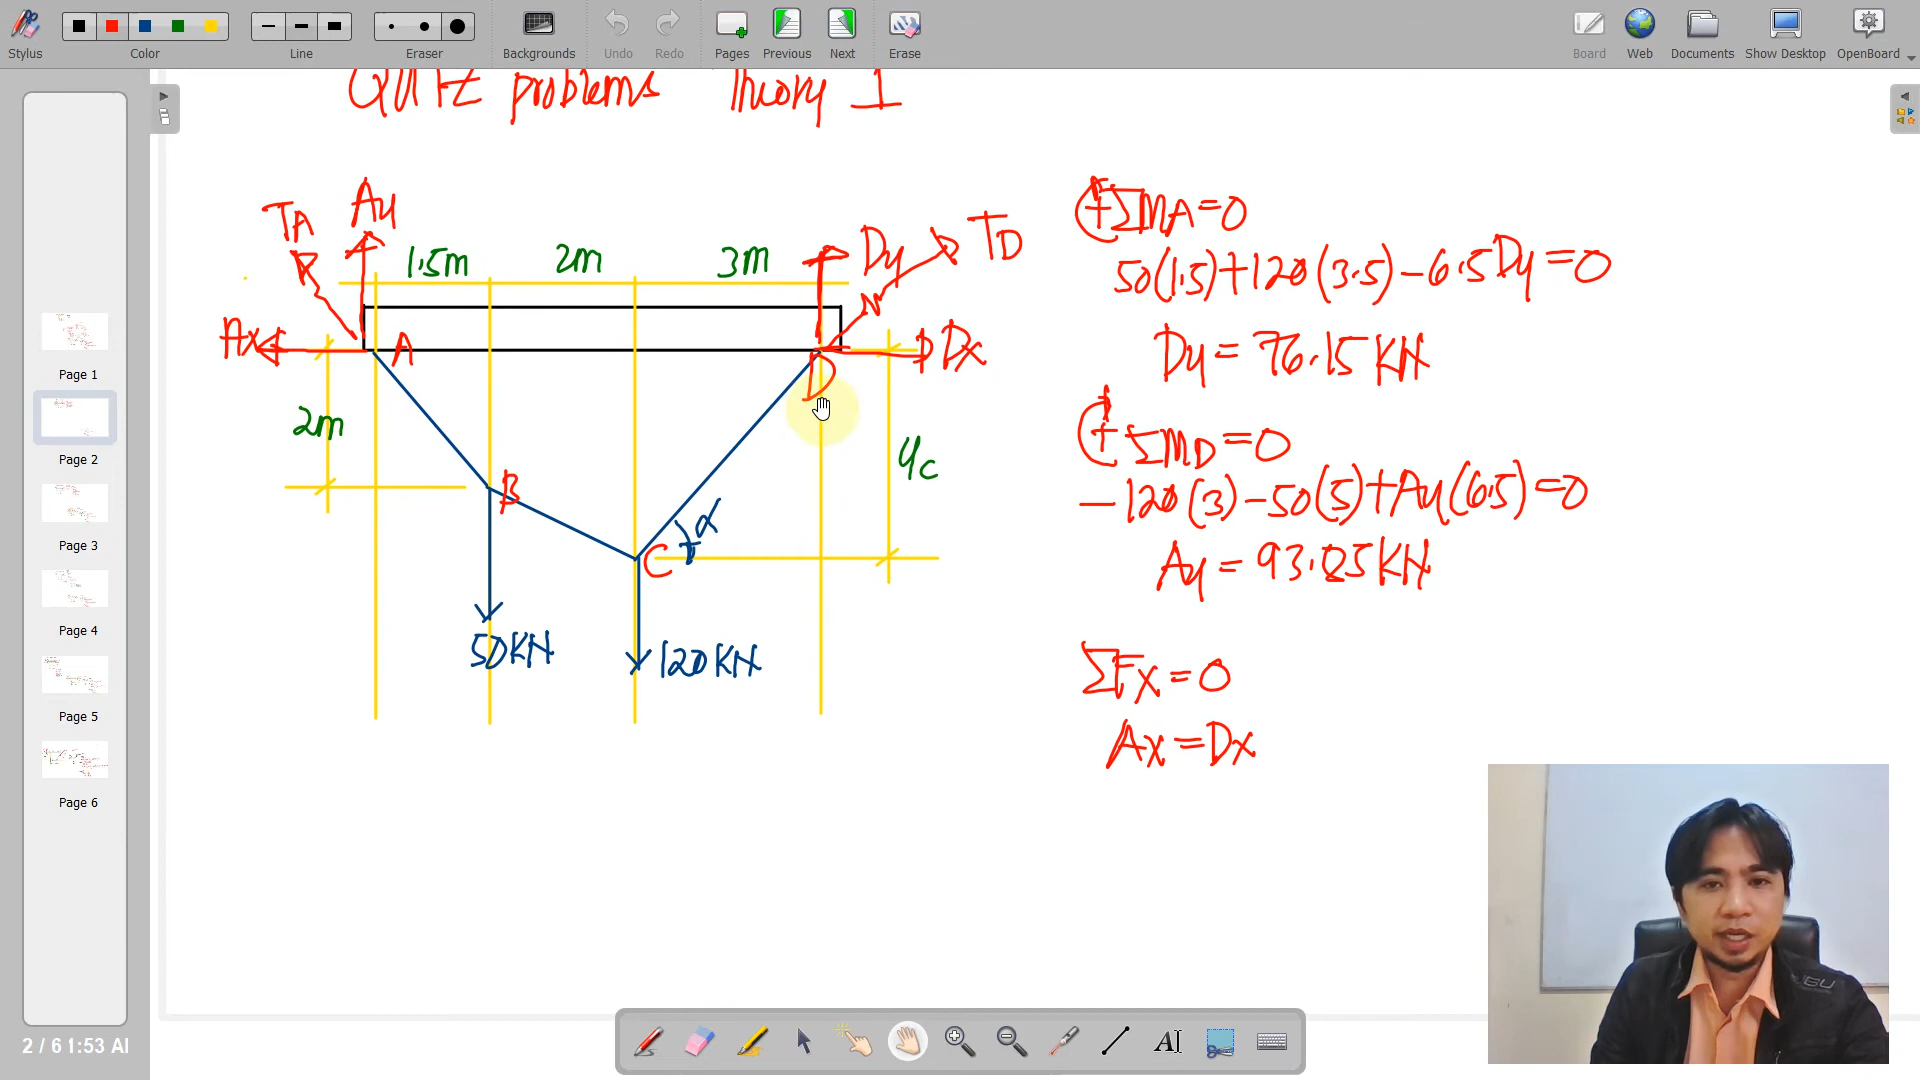 Stylus
Color
Line
Eraser
Backgrounds
Undo
Redo
Pages
Previous
Next
Erase
Board
Web
Documents
Show Desktop
OpenBoard
Page 1
Page 2
Page 3
Page 4
Page 5
Page 6
2 / 6 1:53 AI
problems Theory 1
TA
Ay
1.5m
2m
3m
Dy
TD
Ax
A
D
Dx
2m
B
yc
α
C
50KN
120KN
+ ΣMA=0
50(1.5)+120(3.5)-6.5Dy=0
Dy = 76.15KN
+ ΣMD=0
-120(3)-50(5)+Ay(6.5)=0
Ay = 93.85KN
ΣFx=0
Ax=Dx